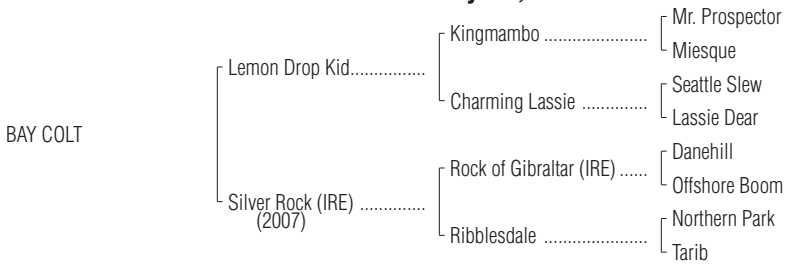 Mr. Prospector
Kingmambo ......................
Miesque
Lemon Drop Kid................
Seattle Slew
Charming Lassie ..............
Lassie Dear
BAY COLT
Danehill
Rock of Gibraltar (IRE) ......
Offshore Boom
Silver Rock (IRE) ..............
(2007)
Northern Park
Ribblesdale ......................
Tarib